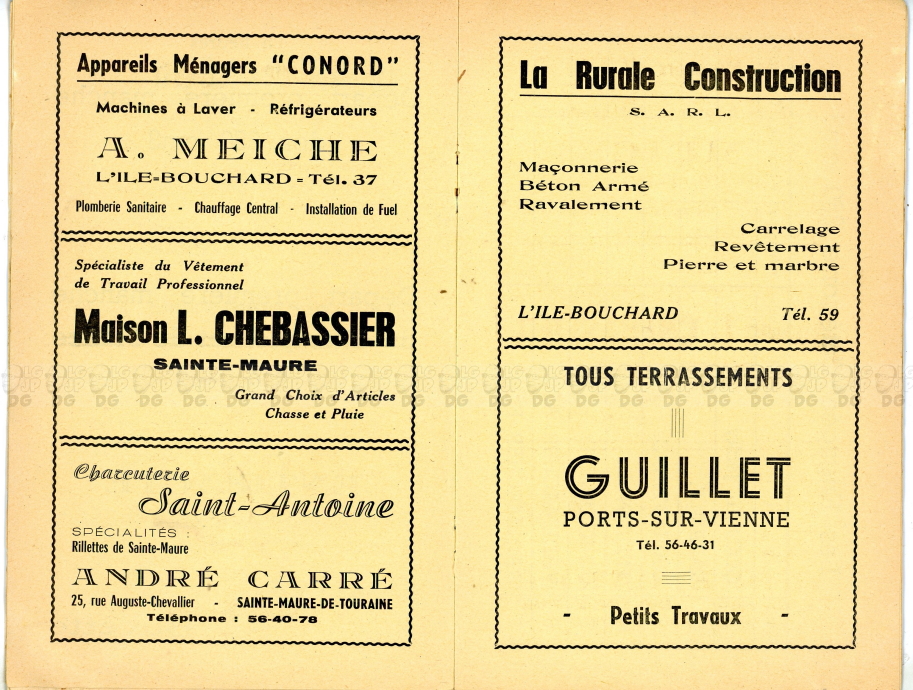 Appareils Ménagers "CONORD"
Machines à Laver - Réfrigérateurs
A. MEICHE
L'ILE=BOUCHARD = Tél. 37
Plomberie Sanitaire - Chauffage Central - Installation de Fuel
Spécialiste du Vêtement
de Travail Professionnel
Maison L. CHEBASSIER
SAINTE-MAURE
Grand Choix d'Articles
Chasse et Pluie
Charcuterie
Saint-Antoine
SPÉCIALITÉS :
Rillettes de Sainte-Maure
ANDRÉ CARRÉ
25, rue Auguste-Chevallier - SAINTE-MAURE-DE-TOURAINE
Téléphone : 56-40-78
La Rurale Construction
S. A. R. L.
Maçonnerie
Béton Armé
Ravalement
Carrelage
Revêtement
Pierre et marbre
L'ILE-BOUCHARD Tél. 59
TOUS TERRASSEMENTS
GUILLET
PORTS-SUR-VIENNE
Tél. 56-46-31
- Petits Travaux -